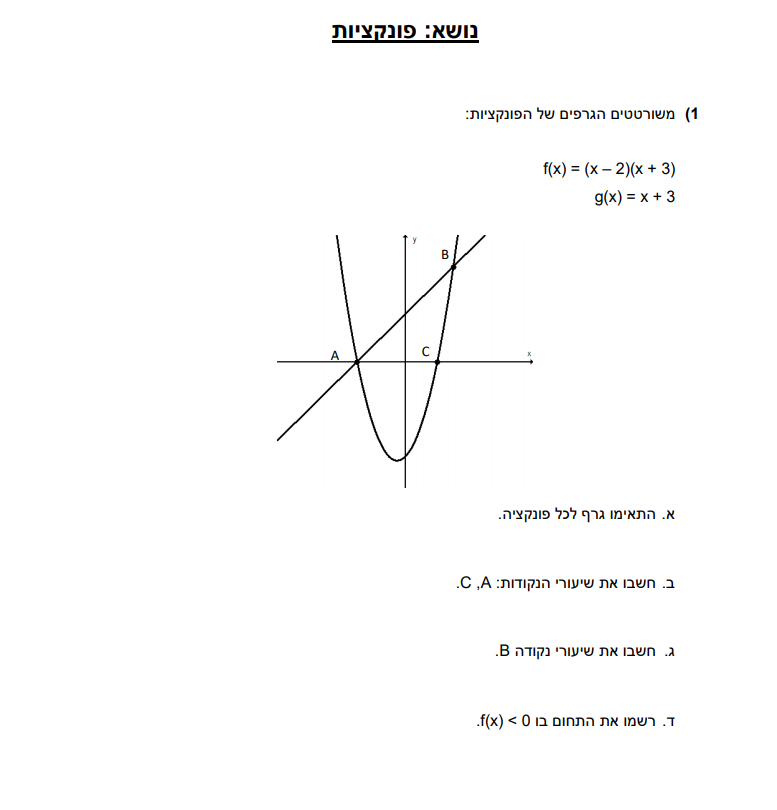 נושא: פונקציות
1) משורטטים הגרפים של הפונקציות:
f(x) = (x – 2)(x + 3)
g(x) = x + 3
y
B
A
C
x
א. התאימו גרף לכל פונקציה.
ב. חשבו את שיעורי הנקודות: A, C.
ג. חשבו את שיעורי נקודה B.
ד. רשמו את התחום בו f(x) < 0.